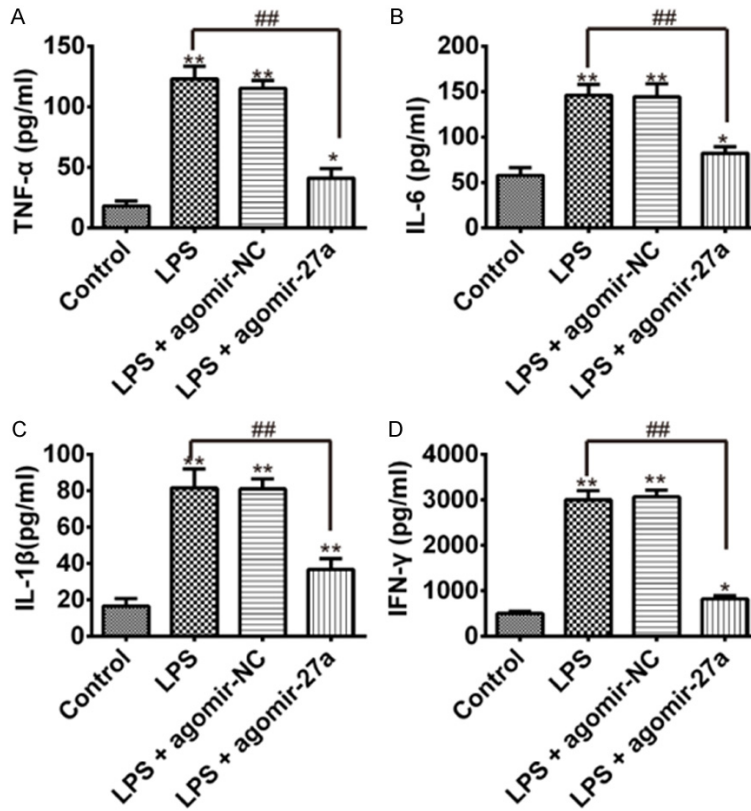 A
TNF-α (pg/ml)
150
100
50
0
##
**
**
*
Control
LPS
LPS + agomir-NC
LPS + agomir-27a
B
IL-6 (pg/ml)
200
150
100
50
0
##
**
**
*
Control
LPS
LPS + agomir-NC
LPS + agomir-27a
C
IL-1β(pg/ml)
100
80
60
40
20
0
##
**
**
**
Control
LPS
LPS + agomir-NC
LPS + agomir-27a
D
IFN-γ (pg/ml)
4000
3000
2000
1000
0
##
**
**
*
Control
LPS
LPS + agomir-NC
LPS + agomir-27a